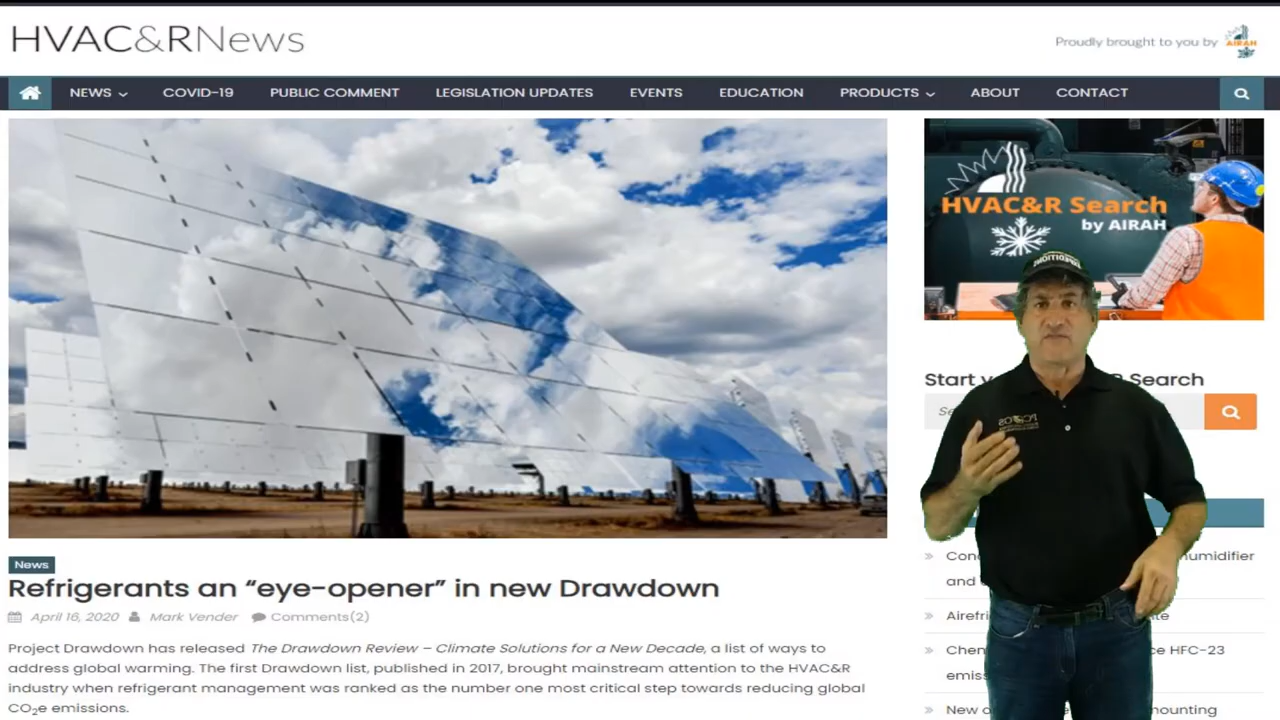 HVAC&RNews
Proudly brought to you by AIRAH
NEWS COVID-19 PUBLIC COMMENT LEGISLATION UPDATES EVENTS EDUCATION PRODUCTS ABOUT CONTACT
HVAC&R Search
by AIRAH
Start Search
News
Refrigerants an “eye-opener” in new Drawdown
April 16, 2020 Mark Vender Comments(2)
Project Drawdown has released The Drawdown Review – Climate Solutions for a New Decade, a list of ways to
address global warming. The first Drawdown list, published in 2017, brought mainstream attention to the HVAC&R
industry when refrigerant management was ranked as the number one most critical step towards reducing global
CO2e emissions.
and
HFC-23
New